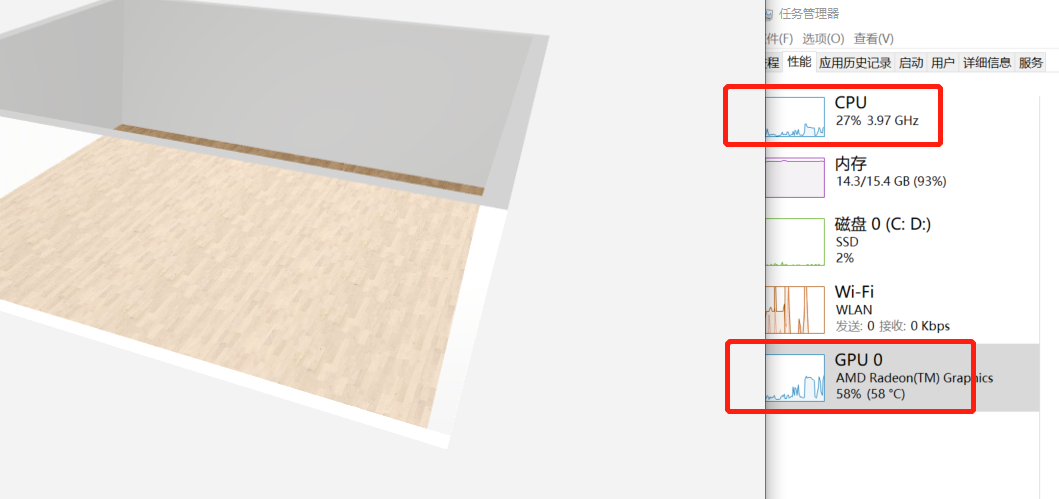 任务管理器
件(F) 选项(O) 查看(V)
程 性能 应用历史记录 启动 用户 详细信息 服务
CPU
27% 3.97 GHz
内存
14.3/15.4 GB (93%)
磁盘 0 (C: D:)
SSD
2%
Wi-Fi
WLAN
发送: 0 接收: 0 Kbps
GPU 0
AMD Radeon(TM) Graphics
58% (58 °C)